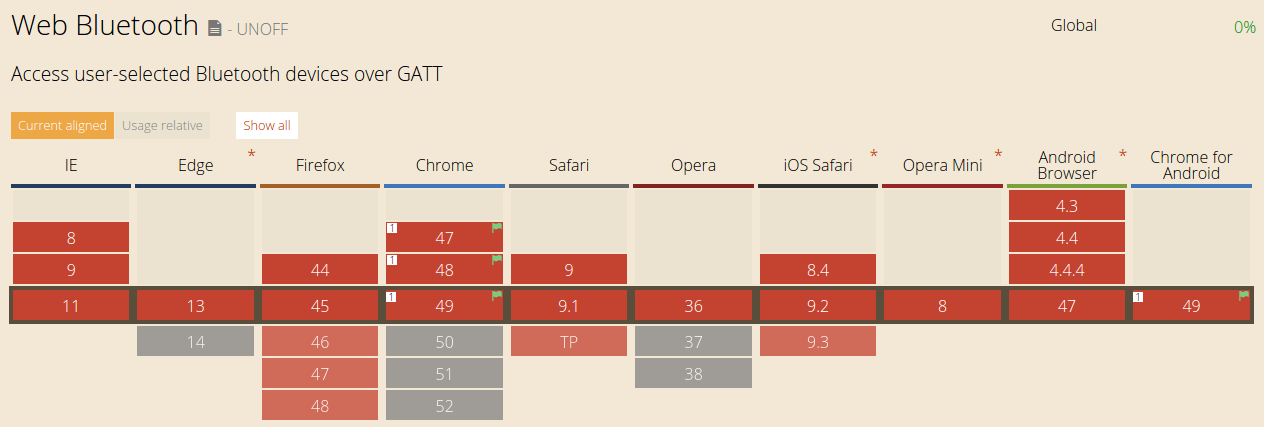 Web Bluetooth - UNOFF
Global 0%
Access user-selected Bluetooth devices over GATT
Current aligned Usage relative Show all
IE Edge * Firefox Chrome Safari Opera iOS Safari * Opera Mini * Android Browser * Chrome for Android
4.3
8 1 47 4.4
9 44 1 48 9 8.4 4.4.4
11 13 45 1 49 9.1 36 9.2 8 47 1 49
14 46 50 TP 37 9.3
47 51 38
48 52